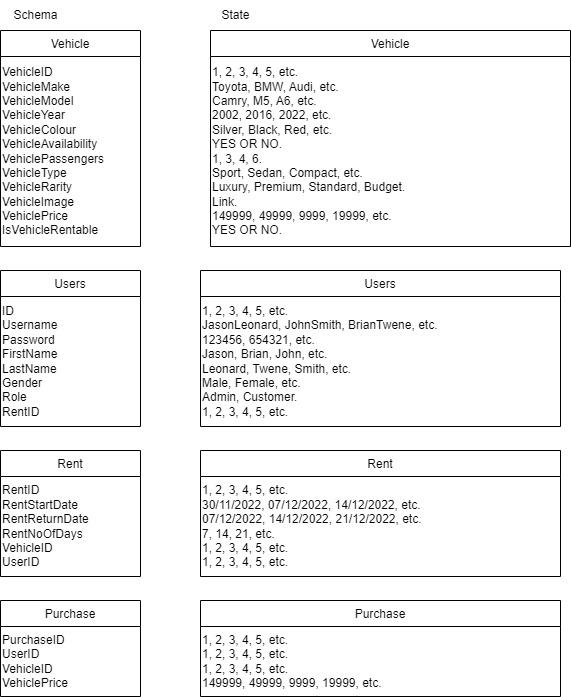 Schema
State
Vehicle
VehicleID
VehicleMake
VehicleModel
VehicleYear
VehicleColour
VehicleAvailability
VehiclePassengers
VehicleType
VehicleRarity
VehicleImage
VehiclePrice
IsVehicleRentable
Vehicle
1, 2, 3, 4, 5, etc.
Toyota, BMW, Audi, etc.
Camry, M5, A6, etc.
2002, 2016, 2022, etc.
Silver, Black, Red, etc.
YES OR NO.
1, 3, 4, 6.
Sport, Sedan, Compact, etc.
Luxury, Premium, Standard, Budget.
Link.
149999, 49999, 9999, 19999, etc.
YES OR NO.
Users
ID
Username
Password
FirstName
LastName
Gender
Role
RentID
Users
1, 2, 3, 4, 5, etc.
JasonLeonard, JohnSmith, BrianTwene, etc.
123456, 654321, etc.
Jason, Brian, John, etc.
Leonard, Twene, Smith, etc.
Male, Female, etc.
Admin, Customer.
1, 2, 3, 4, 5, etc.
Rent
RentID
RentStartDate
RentReturnDate
RentNoOfDays
VehicleID
UserID
Rent
1, 2, 3, 4, 5, etc.
30/11/2022, 07/12/2022, 14/12/2022, etc.
07/12/2022, 14/12/2022, 21/12/2022, etc.
7, 14, 21, etc.
1, 2, 3, 4, 5, etc.
1, 2, 3, 4, 5, etc.
Purchase
PurchaseID
UserID
VehicleID
VehiclePrice
Purchase
1, 2, 3, 4, 5, etc.
1, 2, 3, 4, 5, etc.
1, 2, 3, 4, 5, etc.
149999, 49999, 9999, 19999, etc.